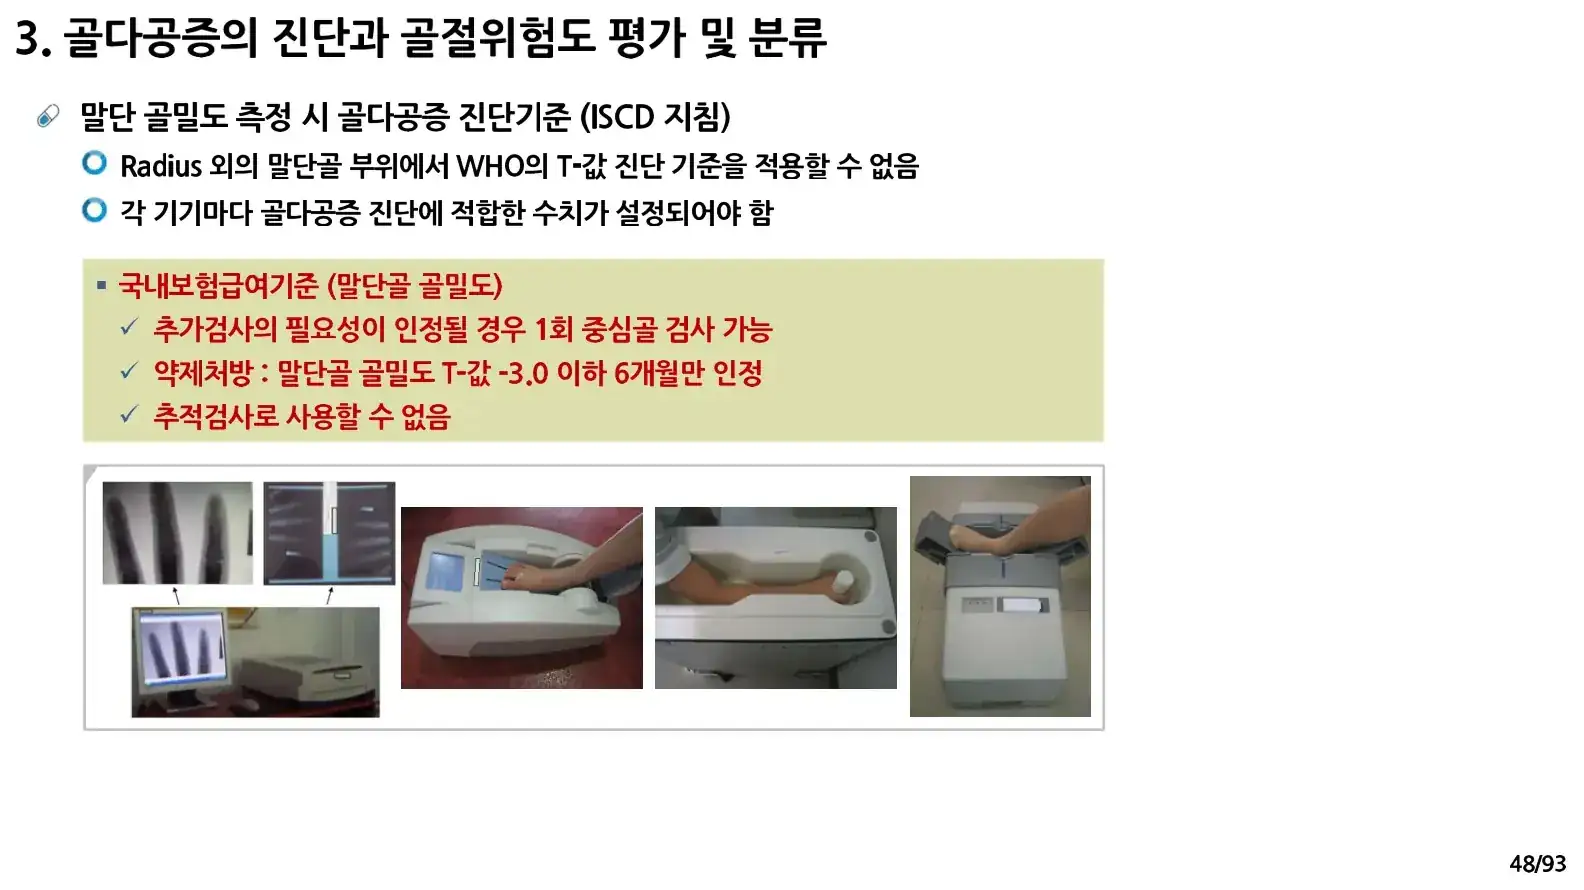 3. 골다공증의 진단과 골절위험도 평가 및 분류
말단 골밀도 측정 시 골다공증 진단기준 (ISCD 지침)
Radius 외의 말단골 부위에서 WHO의 T-값 진단 기준을 적용할 수 없음
각 기기마다 골다공증 진단에 적합한 수치가 설정되어야 함
국내보험급여기준 (말단골 골밀도)
추가검사의 필요성이 인정될 경우 1회 중심골 검사 가능
약제처방 : 말단골 골밀도 T-값 -3.0 이하 6개월만 인정
추적검사로 사용할 수 없음
48/93